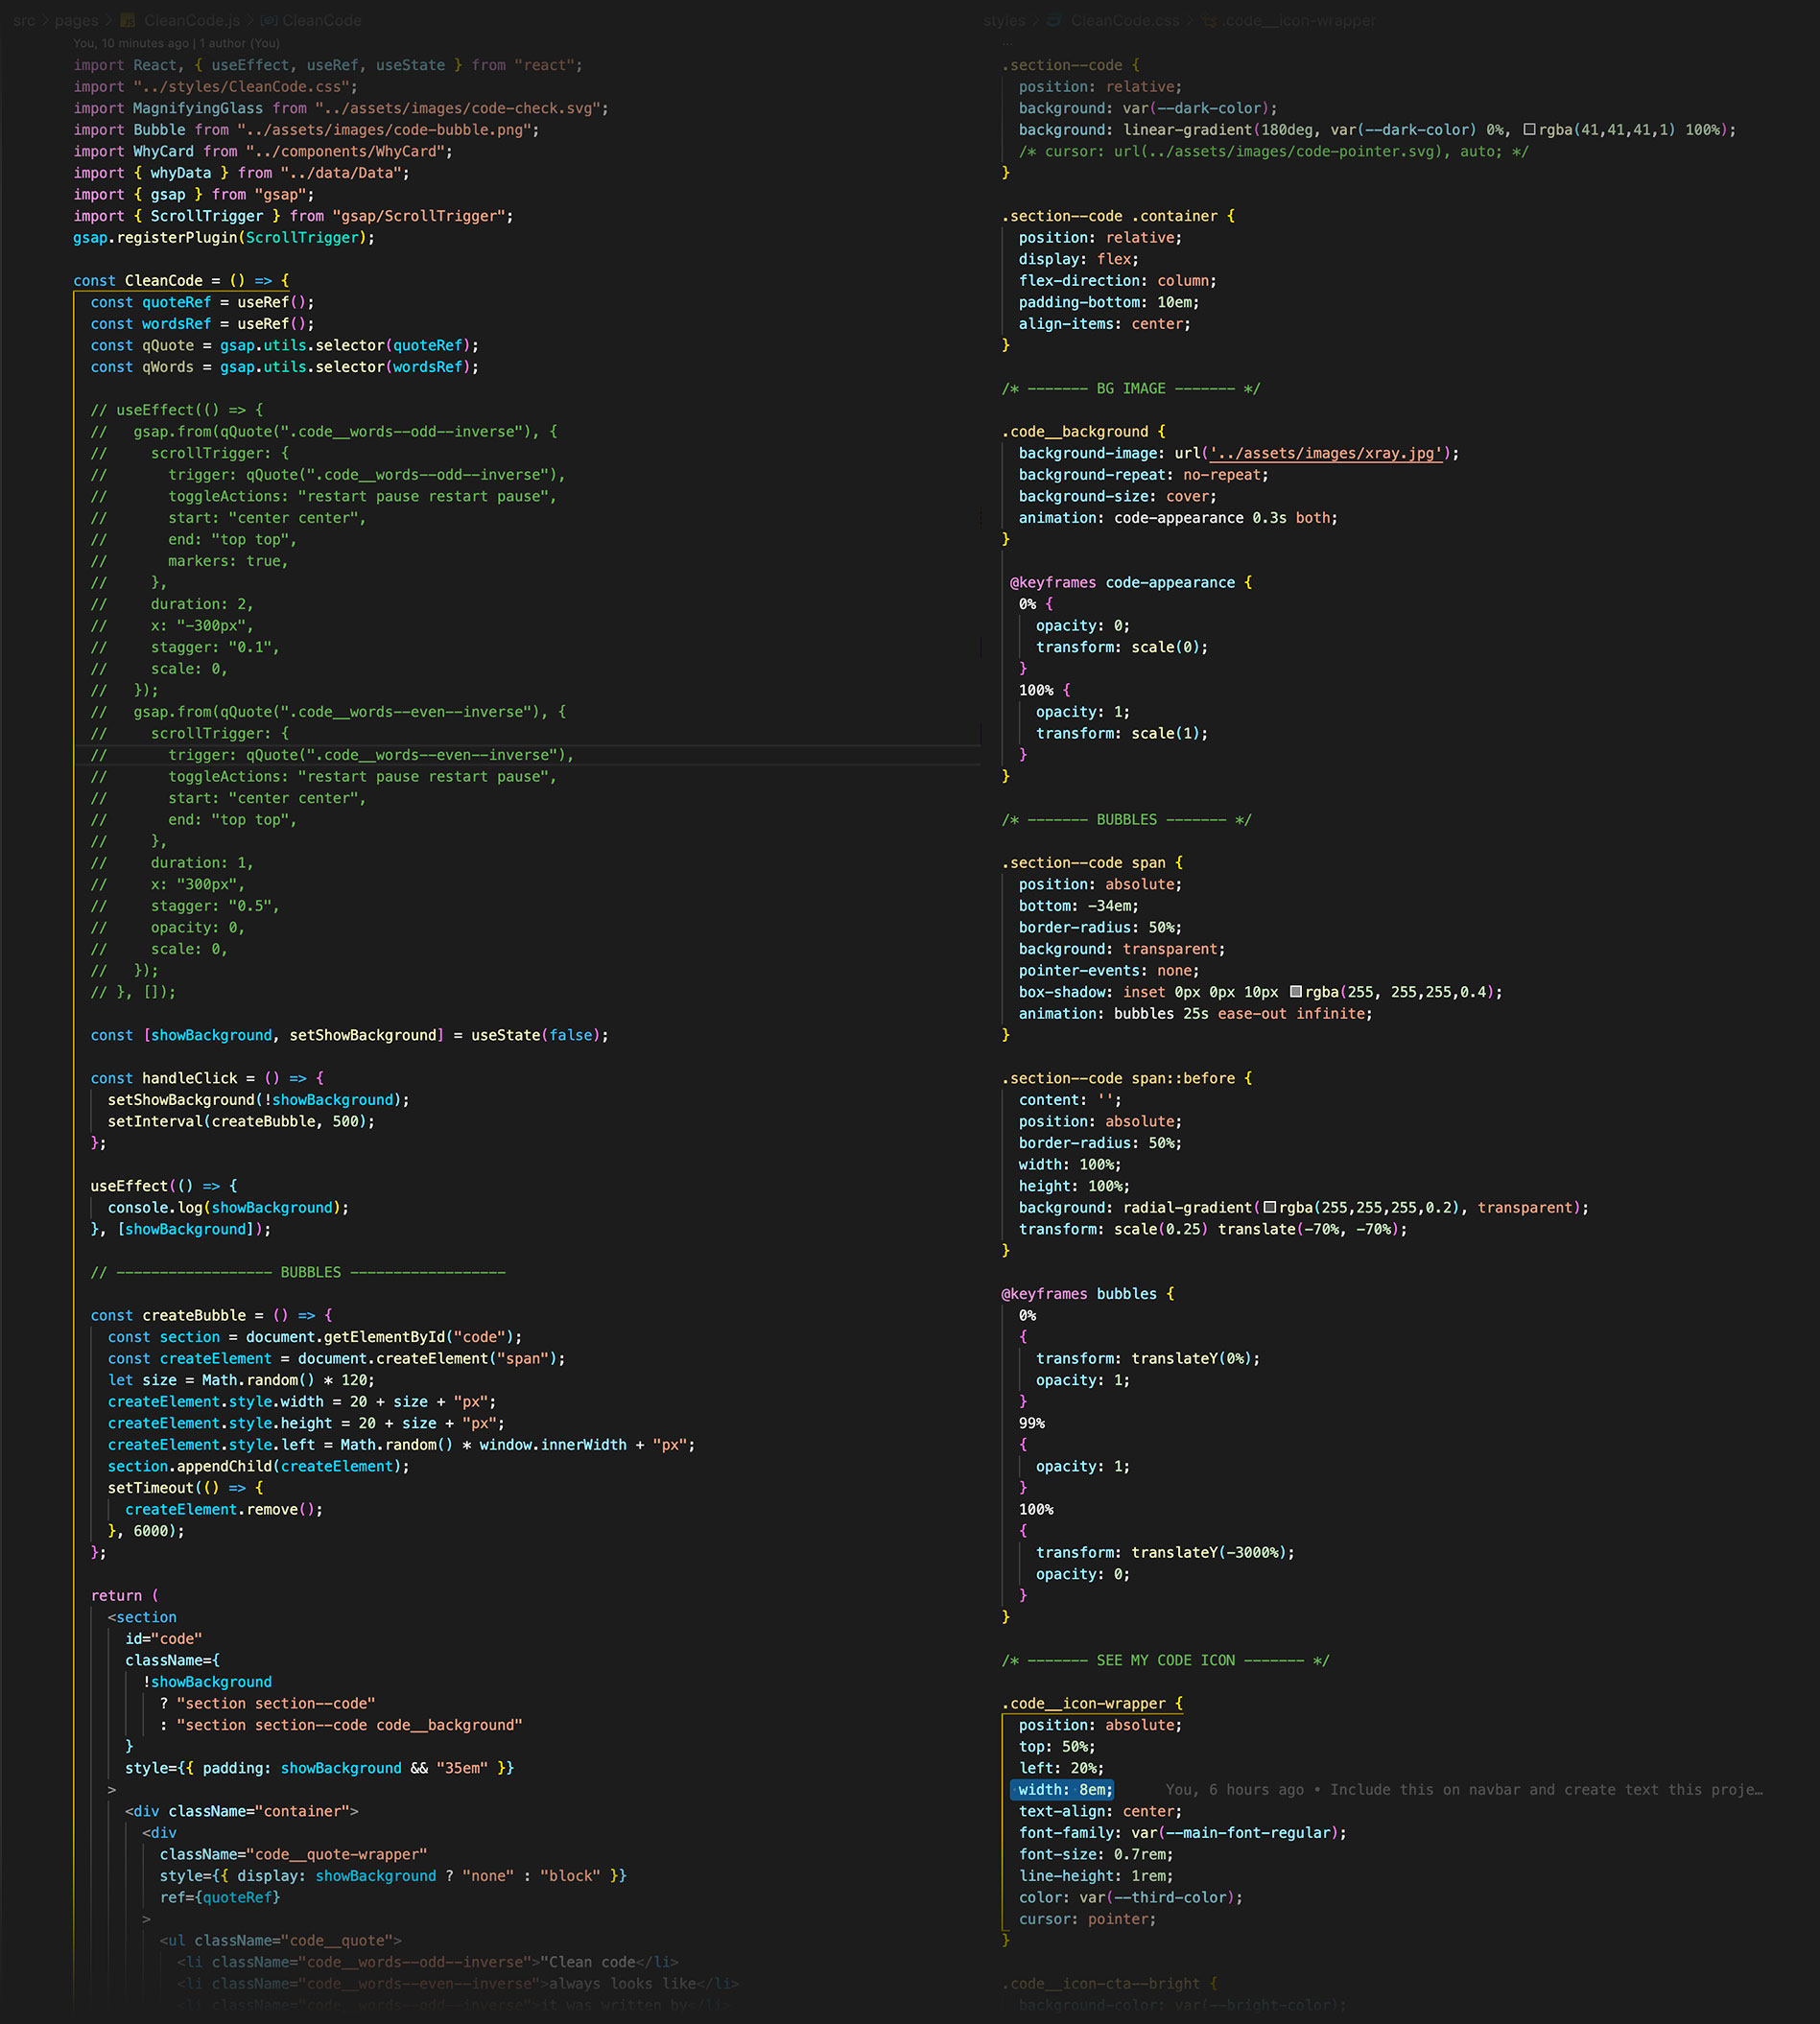 src > pages > CleanCode.js > CleanCode
You, 10 minutes ago | 1 author (You)
import React, { useEffect, useRef, useState } from "react";
import "../styles/CleanCode.css";
import MagnifyingGlass from "../assets/images/code-check.svg";
import Bubble from "../assets/images/code-bubble.png";
import WhyCard from "../components/WhyCard";
import { whyData } from "../data/Data";
import { gsap } from "gsap";
import { ScrollTrigger } from "gsap/ScrollTrigger";
gsap.registerPlugin(ScrollTrigger);
const CleanCode = () => {
const quoteRef = useRef();
const wordsRef = useRef();
const qQuote = gsap.utils.selector(quoteRef);
const qWords = gsap.utils.selector(wordsRef);
// useEffect(() => {
//   gsap.from(qQuote(".code__words--odd--inverse"), {
//     scrollTrigger: {
//       trigger: qQuote(".code__words--odd--inverse"),
//       toggleActions: "restart pause restart pause",
//       start: "center center",
//       end: "top top",
//       markers: true,
//     },
//     duration: 2,
//     x: "-300px",
//     stagger: "0.1",
//     scale: 0,
//   });
//   gsap.from(qQuote(".code__words--even--inverse"), {
//     scrollTrigger: {
//       trigger: qQuote(".code__words--even--inverse"),
//       toggleActions: "restart pause restart pause",
//       start: "center center",
//       end: "top top",
//     },
//     duration: 1,
//     x: "300px",
//     stagger: "0.5",
//     opacity: 0,
//     scale: 0,
//   });
// }, []);
const [showBackground, setShowBackground] = useState(false);
const handleClick = () => {
setShowBackground(!showBackground);
setInterval(createBubble, 500);
};
useEffect(() => {
console.log(showBackground);
}, [showBackground]);
// ------------------ BUBBLES ------------------
const createBubble = () => {
const section = document.getElementById("code");
const createElement = document.createElement("span");
let size = Math.random() * 120;
createElement.style.width = 20 + size + "px";
createElement.style.height = 20 + size + "px";
createElement.style.left = Math.random() * window.innerWidth + "px";
section.appendChild(createElement);
setTimeout(() => {
createElement.remove();
}, 6000);
};
return (
<section
id="code"
className={
!showBackground
? "section section--code"
: "section section--code code__background"
}
style={{ padding: showBackground && "35em" }}
>
<div className="container">
<div
className="code__quote-wrapper"
style={{ display: showBackground ? "none" : "block" }}
ref={quoteRef}
>
<ul className="code__quote">
<li className="code__words--odd--inverse">"Clean code</li>
<li className="code__words--even--inverse">always looks like</li>
<li className="code__words--odd--inverse">it was written by</li>
styles > CleanCode.css > .code__icon-wrapper
...
.section--code {
position: relative;
background: var(--dark-color);
background: linear-gradient(180deg, var(--dark-color) 0%, rgba(41,41,41,1) 100%);
/* cursor: url(../assets/images/code-pointer.svg), auto; */
}
.section--code .container {
position: relative;
display: flex;
flex-direction: column;
padding-bottom: 10em;
align-items: center;
}
/* ------- BG IMAGE ------- */
.code__background {
background-image: url('../assets/images/xray.jpg');
background-repeat: no-repeat;
background-size: cover;
animation: code-appearance 0.3s both;
}
@keyframes code-appearance {
0% {
opacity: 0;
transform: scale(0);
}
100% {
opacity: 1;
transform: scale(1);
}
}
/* ------- BUBBLES ------- */
.section--code span {
position: absolute;
bottom: -34em;
border-radius: 50%;
background: transparent;
pointer-events: none;
box-shadow: inset 0px 0px 10px rgba(255, 255,255,0.4);
animation: bubbles 25s ease-out infinite;
}
.section--code span::before {
content: '';
position: absolute;
border-radius: 50%;
width: 100%;
height: 100%;
background: radial-gradient(rgba(255,255,255,0.2), transparent);
transform: scale(0.25) translate(-70%, -70%);
}
@keyframes bubbles {
0%
{
transform: translateY(0%);
opacity: 1;
}
99%
{
opacity: 1;
}
100%
{
transform: translateY(-3000%);
opacity: 0;
}
}
/* ------- SEE MY CODE ICON ------- */
.code__icon-wrapper {
position: absolute;
top: 50%;
left: 20%;
width: 8em; You, 6 hours ago • Include this on navbar and create text this proje…
text-align: center;
font-family: var(--main-font-regular);
font-size: 0.7rem;
line-height: 1rem;
color: var(--third-color);
cursor: pointer;
}
.code__icon-cta--bright {
background-color: var(--bright-color);